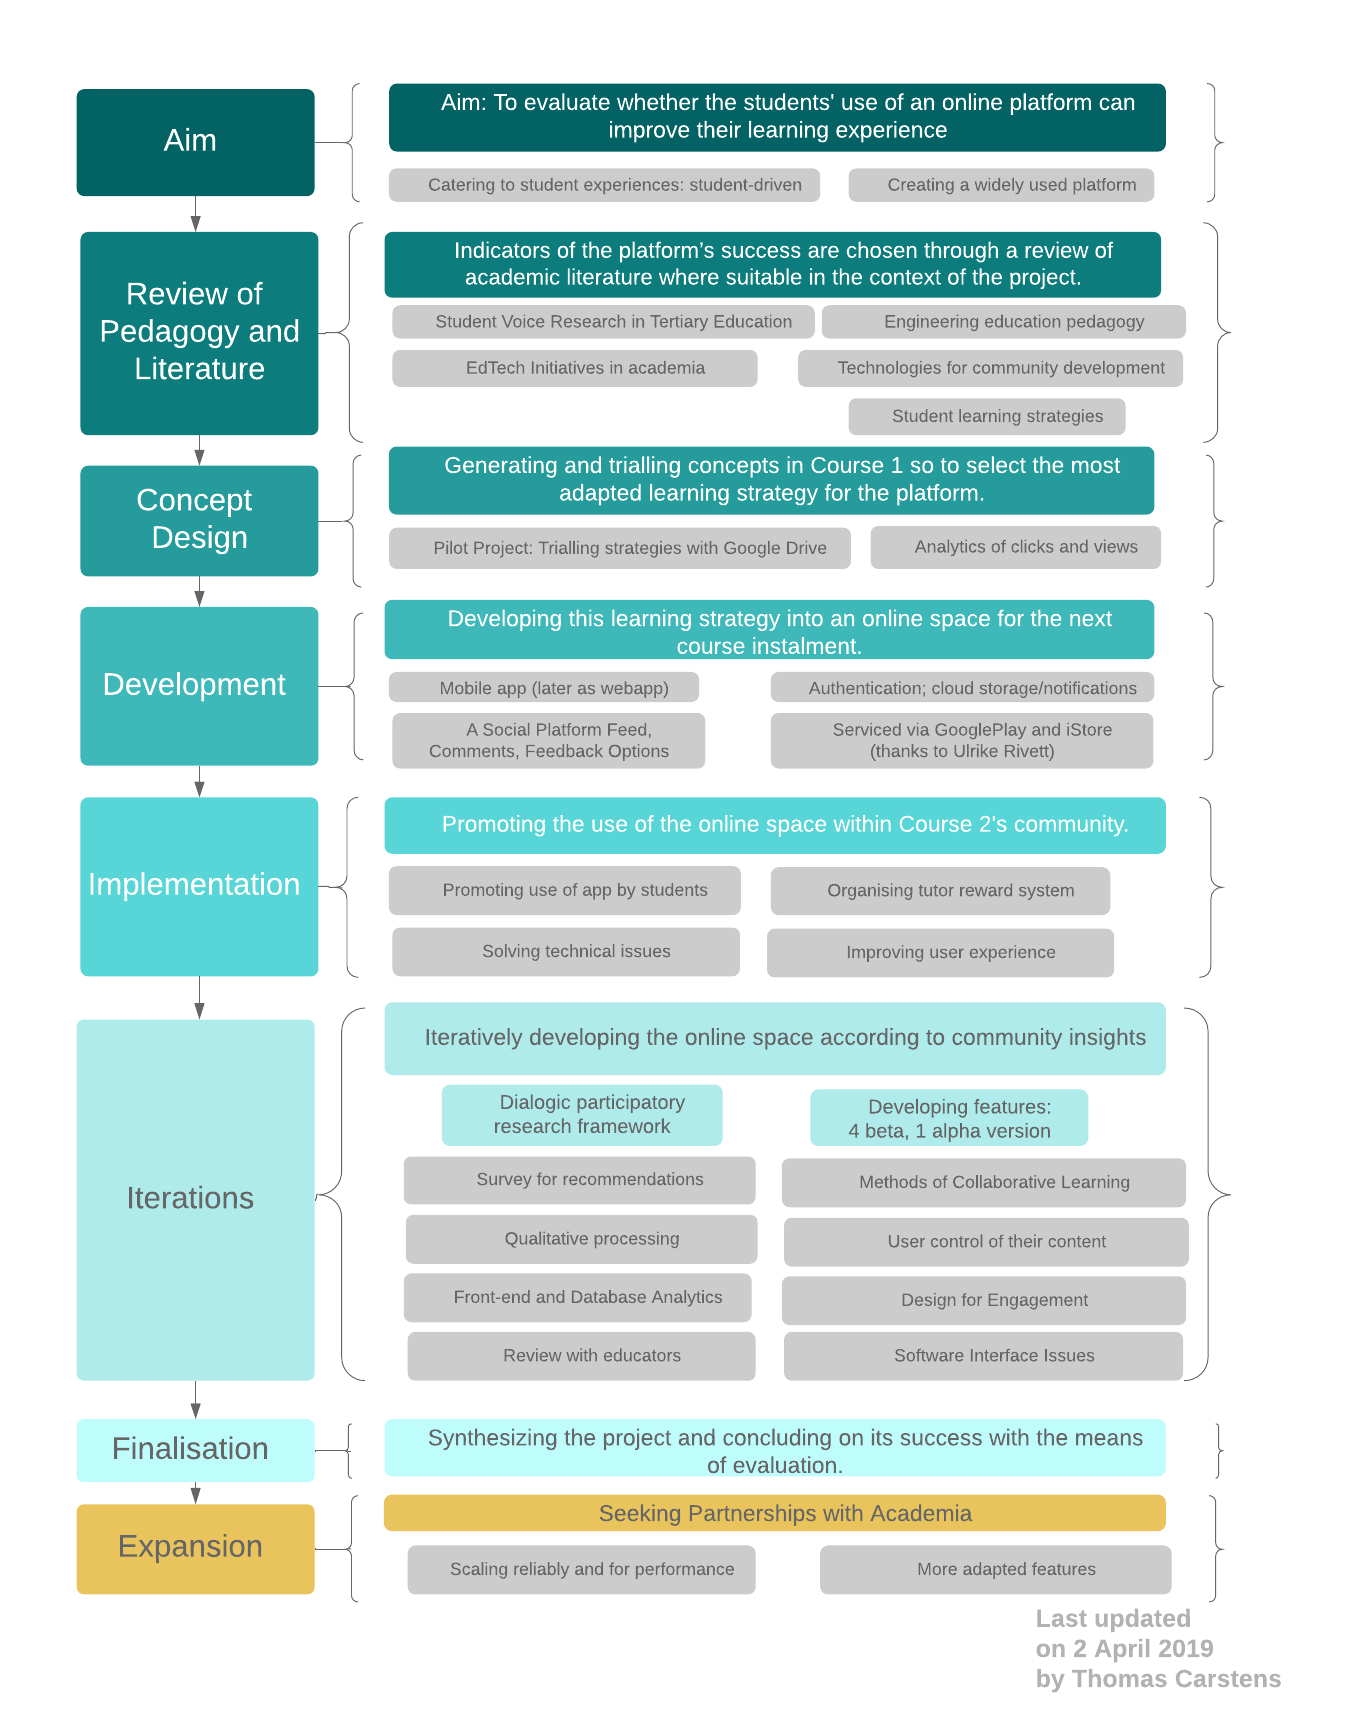 Aim
Aim: To evaluate whether the students' use of an online platform can
improve their learning experience
Catering to student experiences: student-driven
Creating a widely used platform
Review of
Pedagogy and
Literature
Indicators of the platform’s success are chosen through a review of
academic literature where suitable in the context of the project.
Student Voice Research in Tertiary Education
Engineering education pedagogy
EdTech Initiatives in academia
Technologies for community development
Student learning strategies
Concept
Design
Generating and trialling concepts in Course 1 so to select the most
adapted learning strategy for the platform.
Pilot Project: Trialling strategies with Google Drive
Analytics of clicks and views
Development
Developing this learning strategy into an online space for the next
course instalment.
Mobile app (later as webapp)
Authentication; cloud storage/notifications
A Social Platform Feed,
Comments, Feedback Options
Serviced via GooglePlay and iStore
(thanks to Ulrike Rivett)
Implementation
Promoting the use of the online space within Course 2's community.
Promoting use of app by students
Organising tutor reward system
Solving technical issues
Improving user experience
Iterations
Iteratively developing the online space according to community insights
Dialogic participatory
research framework
Developing features:
4 beta, 1 alpha version
Survey for recommendations
Methods of Collaborative Learning
Qualitative processing
User control of their content
Front-end and Database Analytics
Design for Engagement
Review with educators
Software Interface Issues
Finalisation
Synthesizing the project and concluding on its success with the means
of evaluation.
Expansion
Seeking Partnerships with Academia
Scaling reliably and for performance
More adapted features
Last updated
on 2 April 2019
by Thomas Carstens